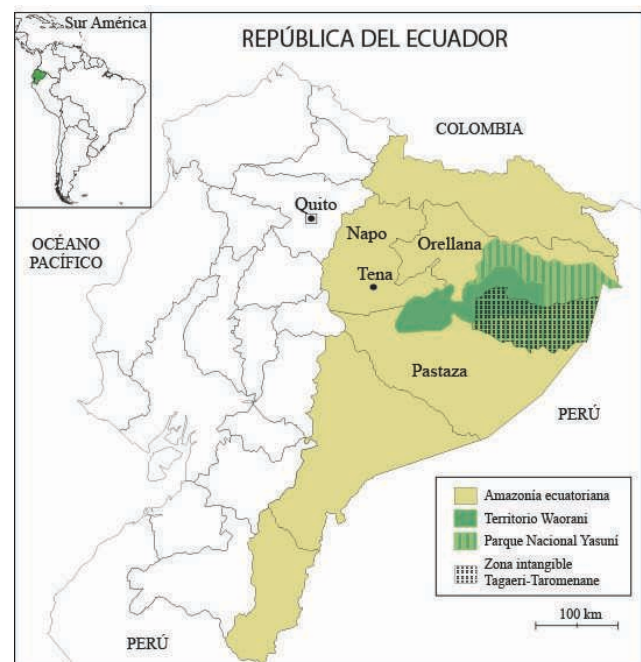 Sur América
REPÚBLICA DEL ECUADOR
COLOMBIA
Quito
OCÉANO
PACÍFICO
Napo
Orellana
Tena
Pastaza
PERÚ
Amazonía ecuatoriana
Territorio Waorani
Parque Nacional Yasuní
Zona intangible
Tagaeri-Taromenane
100 km
PERÚ